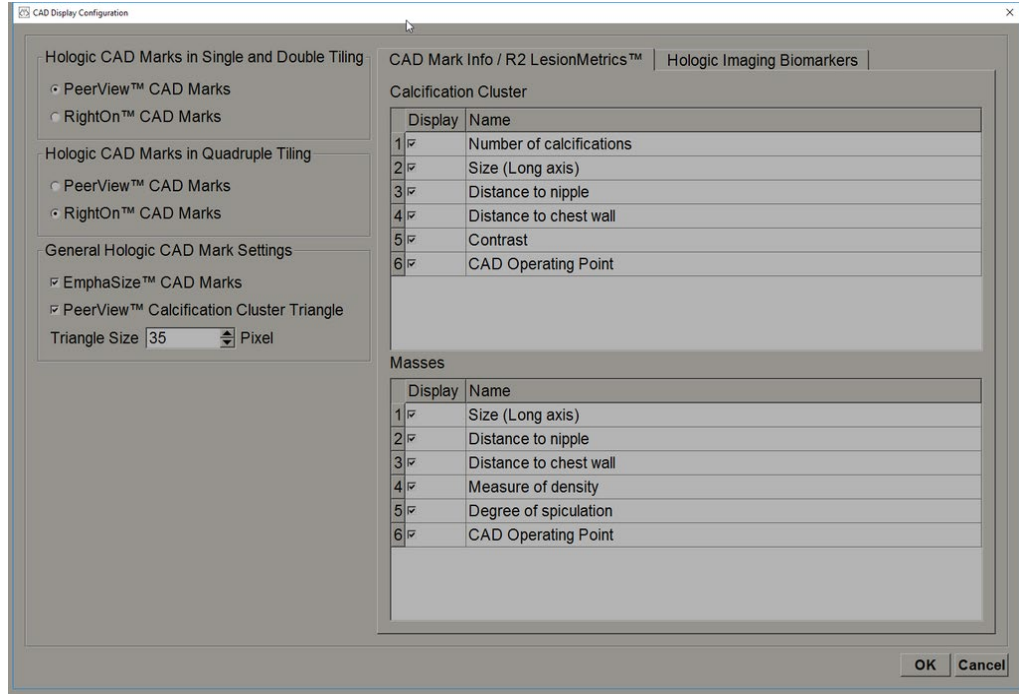 CAD Display Configuration
Hologic CAD Marks in Single and Double Tiling
PeerView™ CAD Marks
RightOn™ CAD Marks
Hologic CAD Marks in Quadruple Tiling
PeerView™ CAD Marks
RightOn™ CAD Marks
General Hologic CAD Mark Settings
EmphaSize™ CAD Marks
PeerView™ Calcification Cluster Triangle
Triangle Size 35 Pixel
CAD Mark Info / R2 LesionMetrics™ Hologic Imaging Biomarkers
Calcification Cluster
Display Name
1 Number of calcifications
2 Size (Long axis)
3 Distance to nipple
4 Distance to chest wall
5 Contrast
6 CAD Operating Point
Masses
Display Name
1 Size (Long axis)
2 Distance to nipple
3 Distance to chest wall
4 Measure of density
5 Degree of spiculation
6 CAD Operating Point
OK Cancel